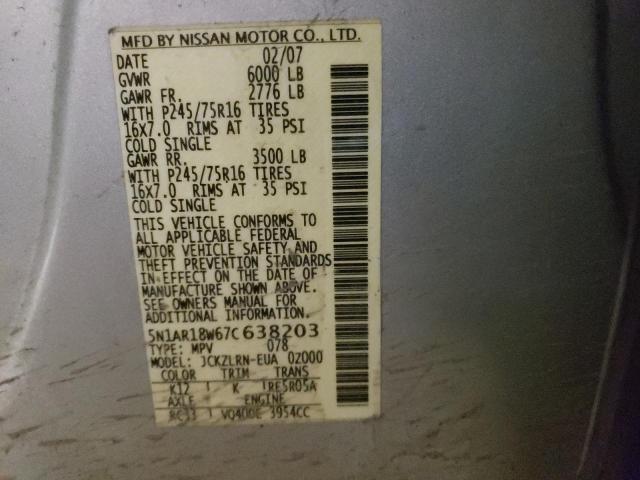 MFD BY NISSAN MOTOR CO., LTD.
DATE 02/07
GVWR 6000 LB
GAWR FR. 2776 LB
WITH P245/75R16 TIRES
16X7.0 RIMS AT 35 PSI
COLD SINGLE
GAWR RR. 3500 LB
WITH P245/75R16 TIRES
16X7.0 RIMS AT 35 PSI
COLD SINGLE
THIS VEHICLE CONFORMS TO
ALL APPLICABLE FEDERAL
MOTOR VEHICLE SAFETY AND
THEFT PREVENTION STANDARDS
IN EFFECT ON THE DATE OF
MANUFACTURE SHOWN ABOVE.
SEE OWNERS MANUAL FOR
ADDITIONAL INFORMATION.
5N1AR18W67C638203
TYPE: MPV 078
MODEL: JCKZLRN-EUA 02000
COLOR TRIM TRANS
K12 K RE5R05A
AXLE ENGINE
RC33 VQ40DE 3954CC